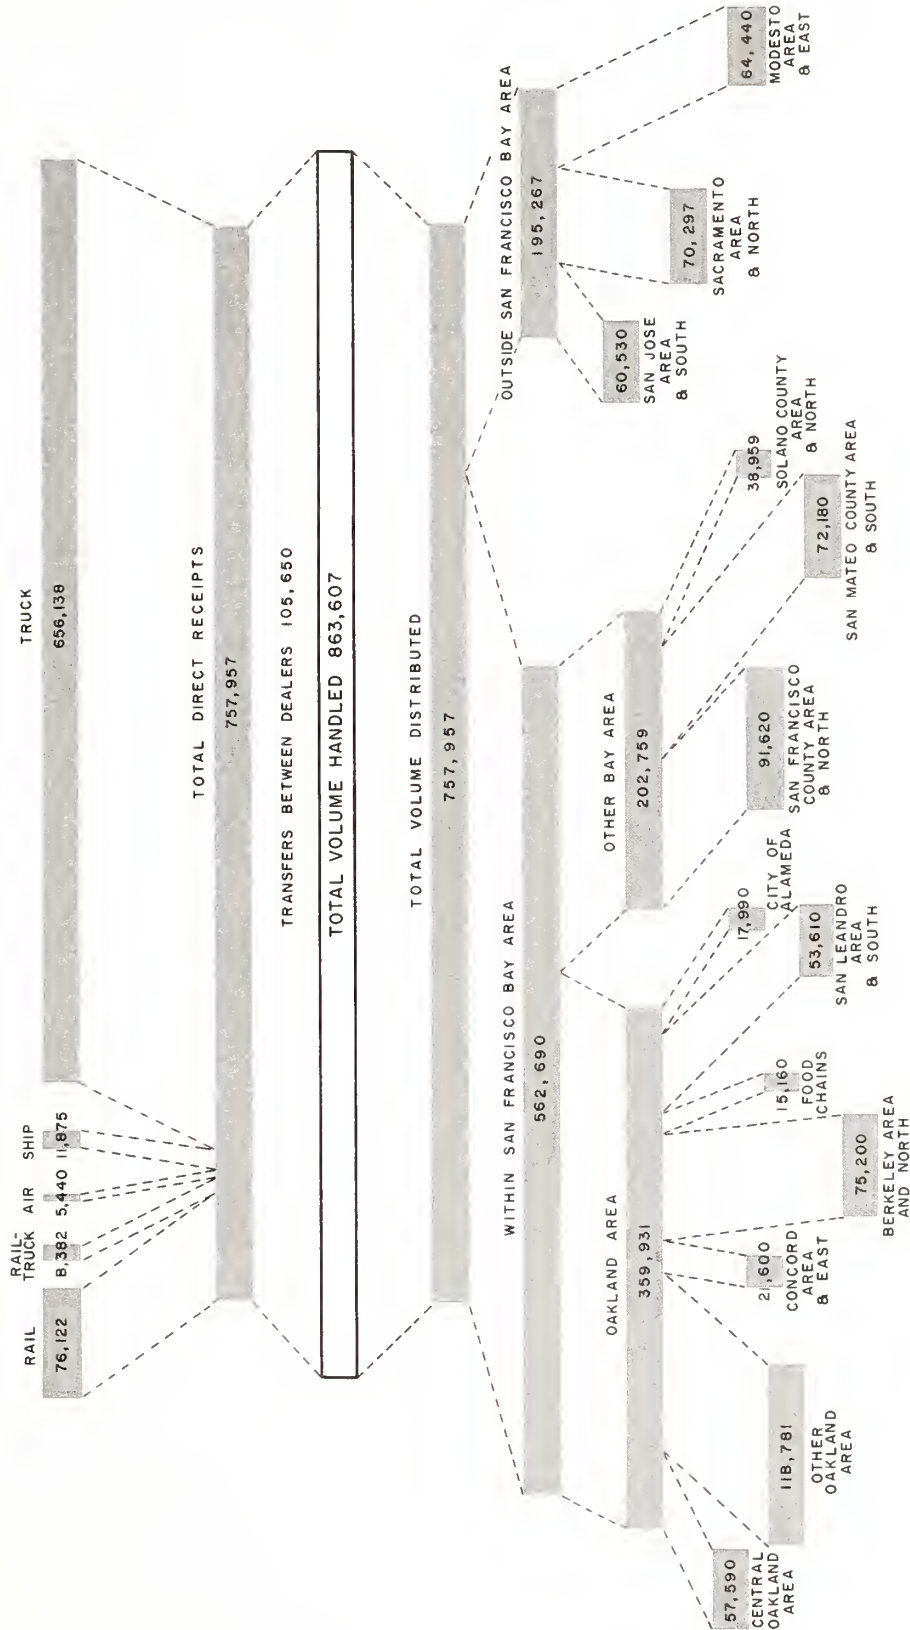 RAIL
76,122
RAIL-
TRUCK
8,382
AIR
5,440
SHIP
11,875
TRUCK
656,138
TOTAL DIRECT RECEIPTS
757,957
TRANSFERS BETWEEN DEALERS 105,650
TOTAL VOLUME HANDLED 863,607
TOTAL VOLUME DISTRIBUTED
757,957
WITHIN SAN FRANCISCO BAY AREA
562,690
OUTSIDE SAN FRANCISCO BAY AREA
195,267
OAKLAND AREA
359,931
OTHER BAY AREA
202,759
60,530
SAN JOSE
AREA
& SOUTH
70,297
SACRAMENTO
AREA
& NORTH
64,440
MODESTO
AREA
& EAST
57,590
CENTRAL
OAKLAND
AREA
118,781
OTHER
OAKLAND
AREA
21,600
CONCORD
AREA
& EAST
75,200
BERKELEY AREA
AND NORTH
15,160
FOOD
CHAINS
53,610
SAN LEANDRO
AREA
& SOUTH
17,990
CITY OF
ALAMEDA
91,620
SAN FRANCISCO
COUNTY AREA
& NORTH
72,180
SAN MATEO COUNTY AREA
& SOUTH
38,959
SOLANO COUNTY
AREA
& NORTH